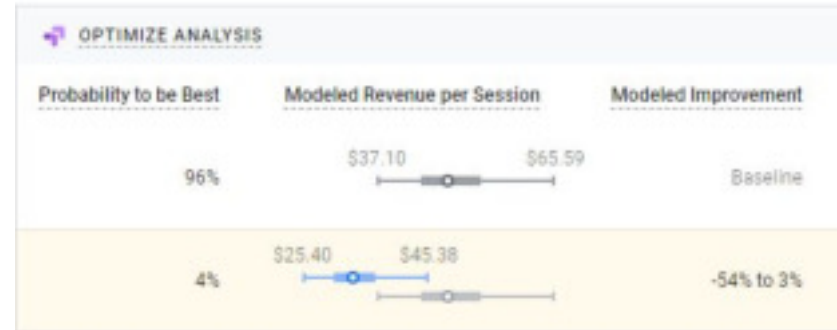 OPTIMIZE ANALYSIS
Probability to be Best Modeled Revenue per Session Modeled Improvement
$37.10 $65.59
96% Baseline
$25.40 $45.38
4% -54% to 3%